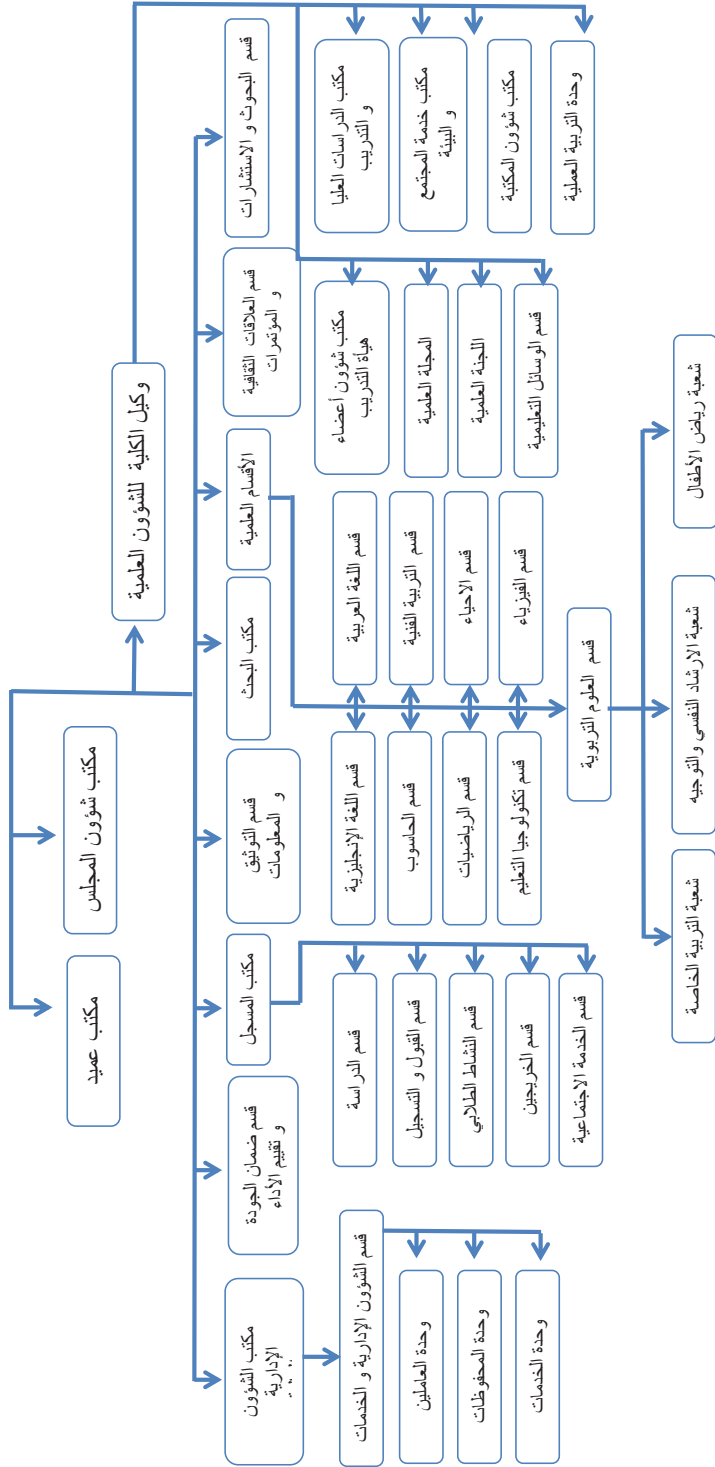 مكتب عميد
مكتب شؤون المجلس
وكيل الكلية للشؤون العلمية
قسم البحوث و الاستشارات
قسم العلاقات الثقافية
و المؤتمرات
الأقسام العلمية
مكتب البحث
قسم التوثيق
و المعلومات
مكتب المسجل
قسم ضمان الجودة
و تقييم الأداء
مكتب الشؤون
الإدارية
مكتب الدراسات العليا
و التدريب
مكتب خدمة المجتمع
و البيئة
مكتب شؤون المكتبة
وحدة التربية العملية
مكتب شؤون أعضاء
هيأة التدريب
المجلة العلمية
اللجنة العلمية
قسم الوسائل التعليمية
قسم اللغة العربية
قسم التربية الفنية
قسم الاحياء
قسم الفيزياء
قسم اللغة الإنجليزية
قسم الحاسوب
قسم الرياضيات
قسم تكنولوجيا التعليم
قسم العلوم التربوية
شعبة رياض الأطفال
شعبة الارشاد النفسي والتوجيه
شعبة التربية الخاصة
قسم الدراسة
قسم القبول و التسجيل
قسم النشاط الطلابي
قسم الخريجين
قسم الخدمة الاجتماعية
قسم الشؤون الإدارية و الخدمات
وحدة العاملين
وحدة المحفوظات
وحدة الخدمات